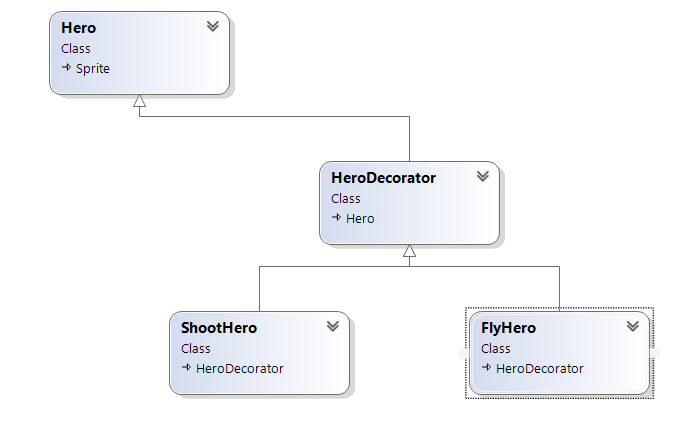 Hero
Class
Sprite
HeroDecorator
Class
Hero
ShootHero
Class
HeroDecorator
FlyHero
Class
HeroDecorator